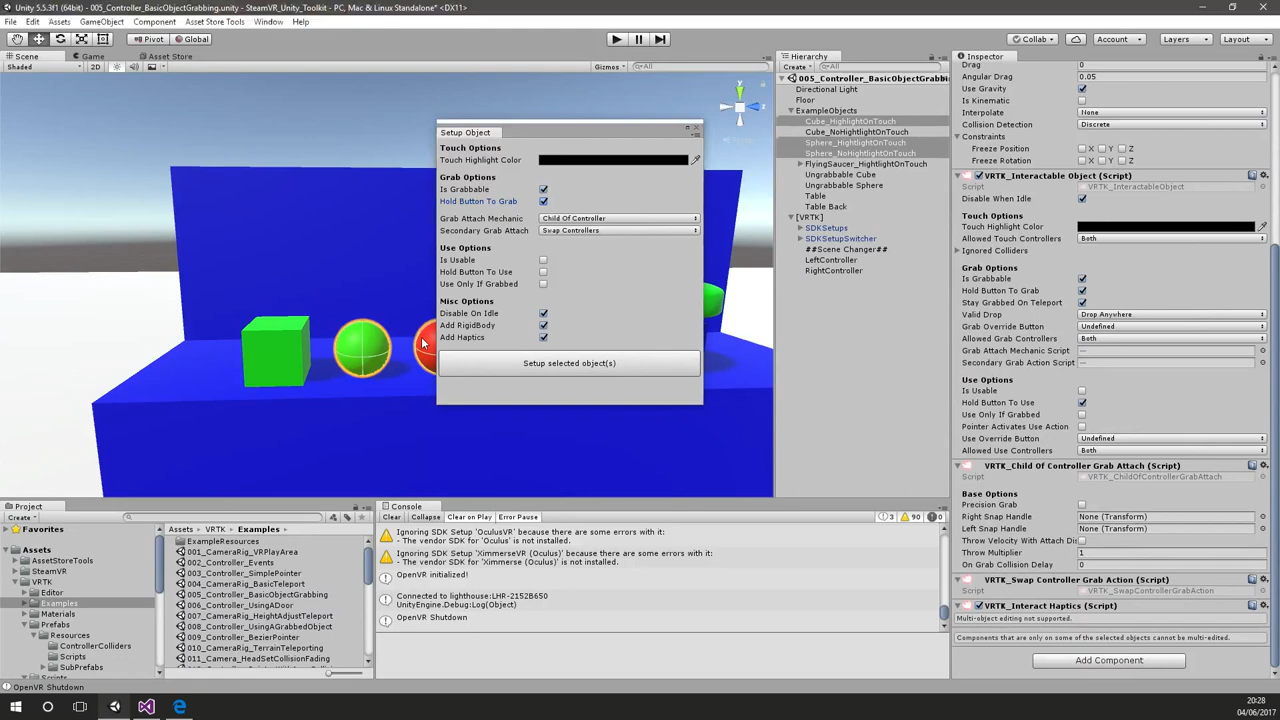 Unity 5.5.3f1 (64bit) - 005_Controller_BasicObjectGrabbing.unity - SteamVR_Unity_Toolkit - PC, Mac & Linux Standalone* <DX11>
File Edit Assets GameObject Component Asset Store Tools Window Help
Pivot Global Collab Account Layers Layout
Scene Game Asset Store
Shaded 2D Gizmos All
Setup Object
Touch Options
Touch Highlight Color
Grab Options
Is Grabbable
Hold Button To Grab
Grab Attach Mechanic Child Of Controller
Secondary Grab Attach Swap Controllers
Use Options
Is Usable
Hold Button To Use
Use Only If Grabbed
Misc Options
Disable On Idle
Add RigidBody
Add Haptics
Setup selected object(s)
Hierarchy
Create All
005_Controller_BasicObjectGrabbin
Directional Light
Floor
ExampleObjects
Cube_HighlightOnTouch
Cube_NoHightlightOnTouch
Sphere_HighlightOnTouch
Sphere_NoHightlightOnTouch
FlyingSaucer_HighlightOnTouch
Ungrabbable Cube
Ungrabbable Sphere
Table
Table Back
[VRTK]
SDKSetups
SDKSetupSwitcher
##Scene Changer##
LeftController
RightController
Inspector
Drag 0
Angular Drag 0.05
Use Gravity
Is Kinematic
Interpolate None
Collision Detection Discrete
Constraints
Freeze Position X Y Z
Freeze Rotation X Y Z
VRTK_Interactable Object (Script)
Script VRTK_InteractableObject
Disable When Idle
Touch Options
Touch Highlight Color
Allowed Touch Controllers Both
Ignored Colliders
Grab Options
Is Grabbable
Hold Button To Grab
Stay Grabbed On Teleport
Valid Drop Drop Anywhere
Grab Override Button Undefined
Allowed Grab Controllers Both
Grab Attach Mechanic Script —
Secondary Grab Action Script —
Use Options
Is Usable
Hold Button To Use
Use Only If Grabbed
Pointer Activates Use Action
Use Override Button Undefined
Allowed Use Controllers Both
VRTK_Child Of Controller Grab Attach (Script)
Script VRTK_ChildOfControllerGrabAttach
Base Options
Precision Grab
Right Snap Handle None (Transform)
Left Snap Handle None (Transform)
Throw Velocity With Attach Dis
Throw Multiplier 1
On Grab Collision Delay 0
VRTK_Swap Controller Grab Action (Script)
Script VRTK_SwapControllerGrabAction
VRTK_Interact Haptics (Script)
Multi-object editing not supported.
Components that are only on some of the selected objects cannot be multi-edited.
Add Component
Project
Create
Favorites
Assets
AssetStoreTools
SteamVR
VRTK
Editor
Examples
Materials
Prefabs
Resources
ControllerColliders
Scripts
SubPrefabs
Scripts
Assets VRTK Examples
ExampleResources
001_CameraRig_VRPlayArea
002_Controller_Events
003_Controller_SimplePointer
004_CameraRig_BasicTeleport
005_Controller_BasicObjectGrabbing
006_Controller_UsingADoor
007_CameraRig_HeightAdjustTeleport
008_Controller_UsingAGrabbedObject
009_Controller_BezierPointer
010_CameraRig_TerrainTeleporting
011_Camera_HeadSetCollisionFading
Console
Clear Collapse Clear on Play Error Pause 3 90 0
Ignoring SDK Setup 'OculusVR' because there are some errors with it:
- The vendor SDK for 'Oculus' is not installed.
Ignoring SDK Setup 'XimmerseVR (Oculus)' because there are some errors with it:
- The vendor SDK for 'Ximmerse (Oculus)' is not installed.
OpenVR initialized!
Connected to lighthouse:LHR-2152B650
UnityEngine.Debug:Log(Object)
OpenVR Shutdown
OpenVR Shutdown
20:28
04/06/2017